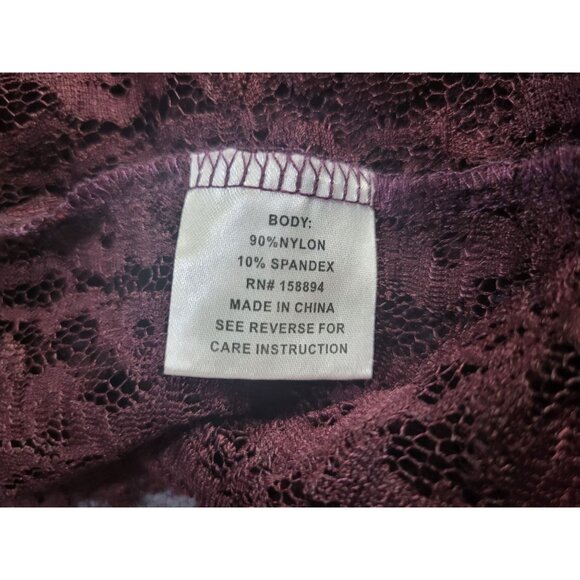 BODY:
90%NYLON
10% SPANDEX
RN# 158894
MADE IN CHINA
SEE REVERSE FOR
CARE INSTRUCTION